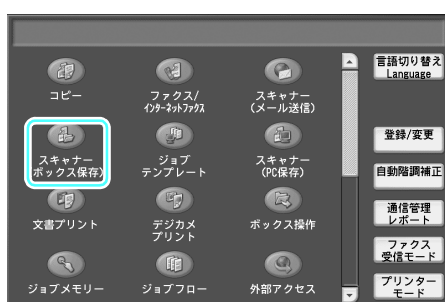 コピー
ファクス/
インターネットファクス
スキャナー
(メール送信)
スキャナー
ボックス保存)
ジョブ
テンプレート
スキャナー
(PC保存)
文書プリント
デジカメ
プリント
ボックス操作
ジョブメモリー
ジョブフロー
外部アクセス
言語切り替え
Language
登録/変更
自動階調補正
通信管理
レポート
ファクス
受信モード
プリンター
モード